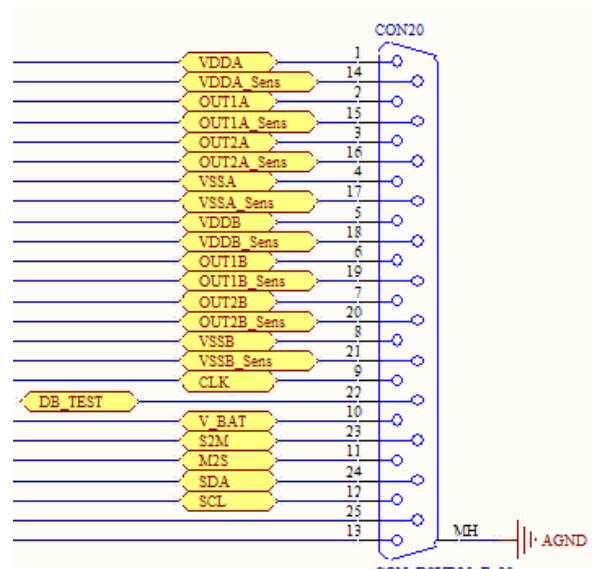 CON20
VDDA 1
VDDA_Sens 14
OUT1A 2
OUT1A_Sens 15
OUT2A 3
OUT2A_Sens 16
VSSA 4
VSSA_Sens 17
VDDB 5
VDDB_Sens 18
OUT1B 6
OUT1B_Sens 19
OUT2B 7
OUT2B_Sens 20
VSSB 8
VSSB_Sens 21
CLK 9
DB_TEST 22
V_BAT 10
S2M 23
M2S 11
SDA 24
SCL 12
25
13 MH AGND